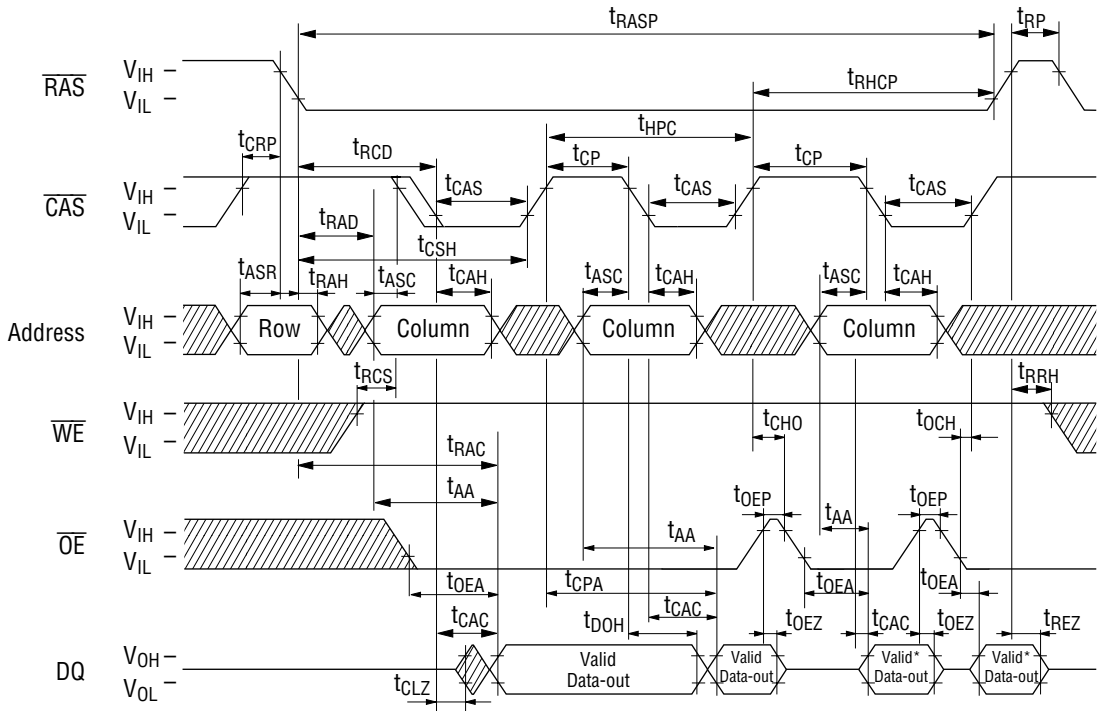 tRASP
tRP
RAS
VIH
VIL
tRHCP
tHPC
tCRP
tRCD
tCP
tCP
CAS
VIH
VIL
tCAS
tCAS
tCAS
tRAD
tCSH
tASR
tRAH
tASC
tCAH
tASC
tCAH
tASC
tCAH
Address
VIH
VIL
Row
Column
Column
Column
tRCS
tRRH
WE
VIH
VIL
tCHO
tOCH
tRAC
tAA
tOEP
tOEP
OE
VIH
VIL
tAA
tAA
tOEA
tCPA
tOEA
tOEA
tCAC
tCAC
tDOH
tOEZ
tCAC
tOEZ
tREZ
DQ
VOH
VOL
Valid
Data-out
Valid
Data-out
Valid*
Data-out
Valid*
Data-out
tCLZ